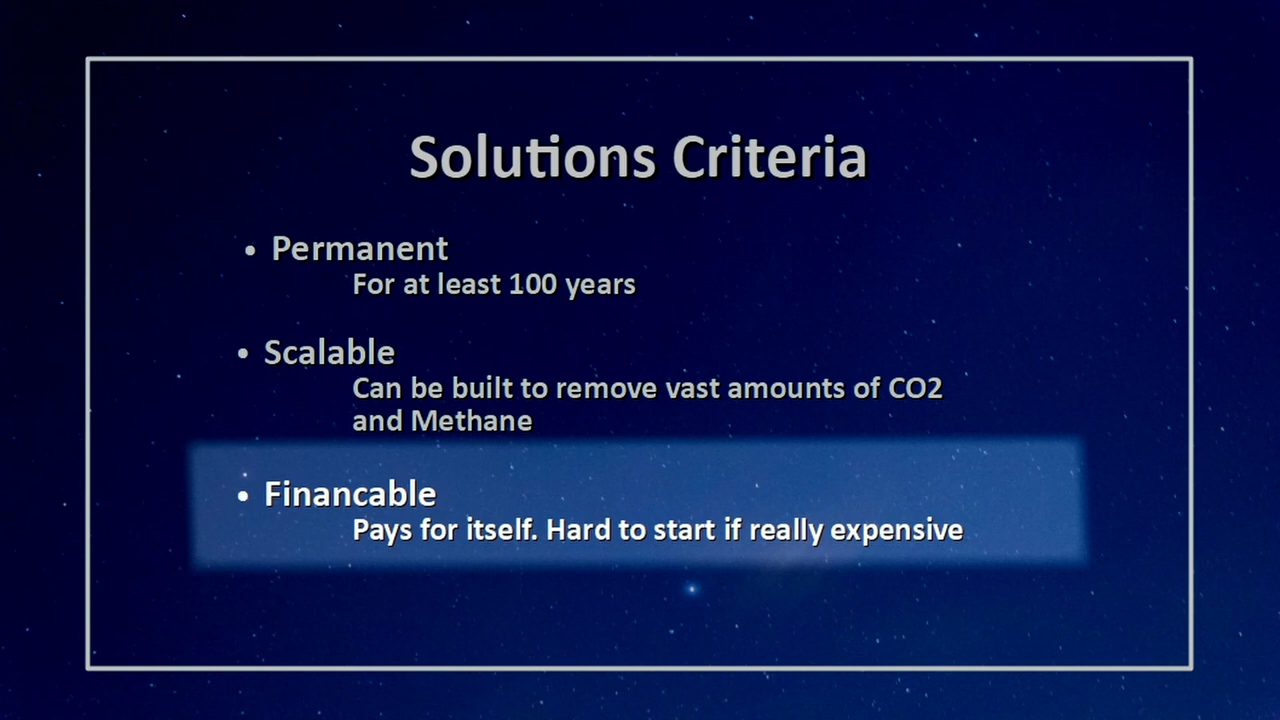 Solutions Criteria
• Permanent
For at least 100 years
• Scalable
Can be built to remove vast amounts of CO2
and Methane
• Financable
Pays for itself. Hard to start if really expensive